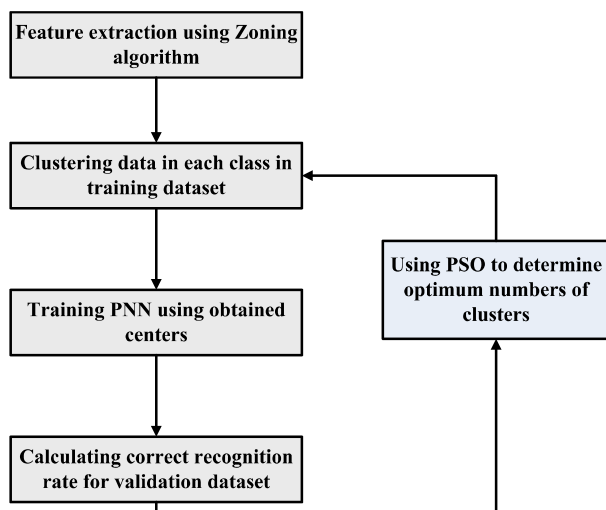 Feature extraction using Zoning
algorithm
Clustering data in each class in
training dataset
Using PSO to determine
optimum numbers of
clusters
Training PNN using obtained
centers
Calculating correct recognition
rate for validation dataset